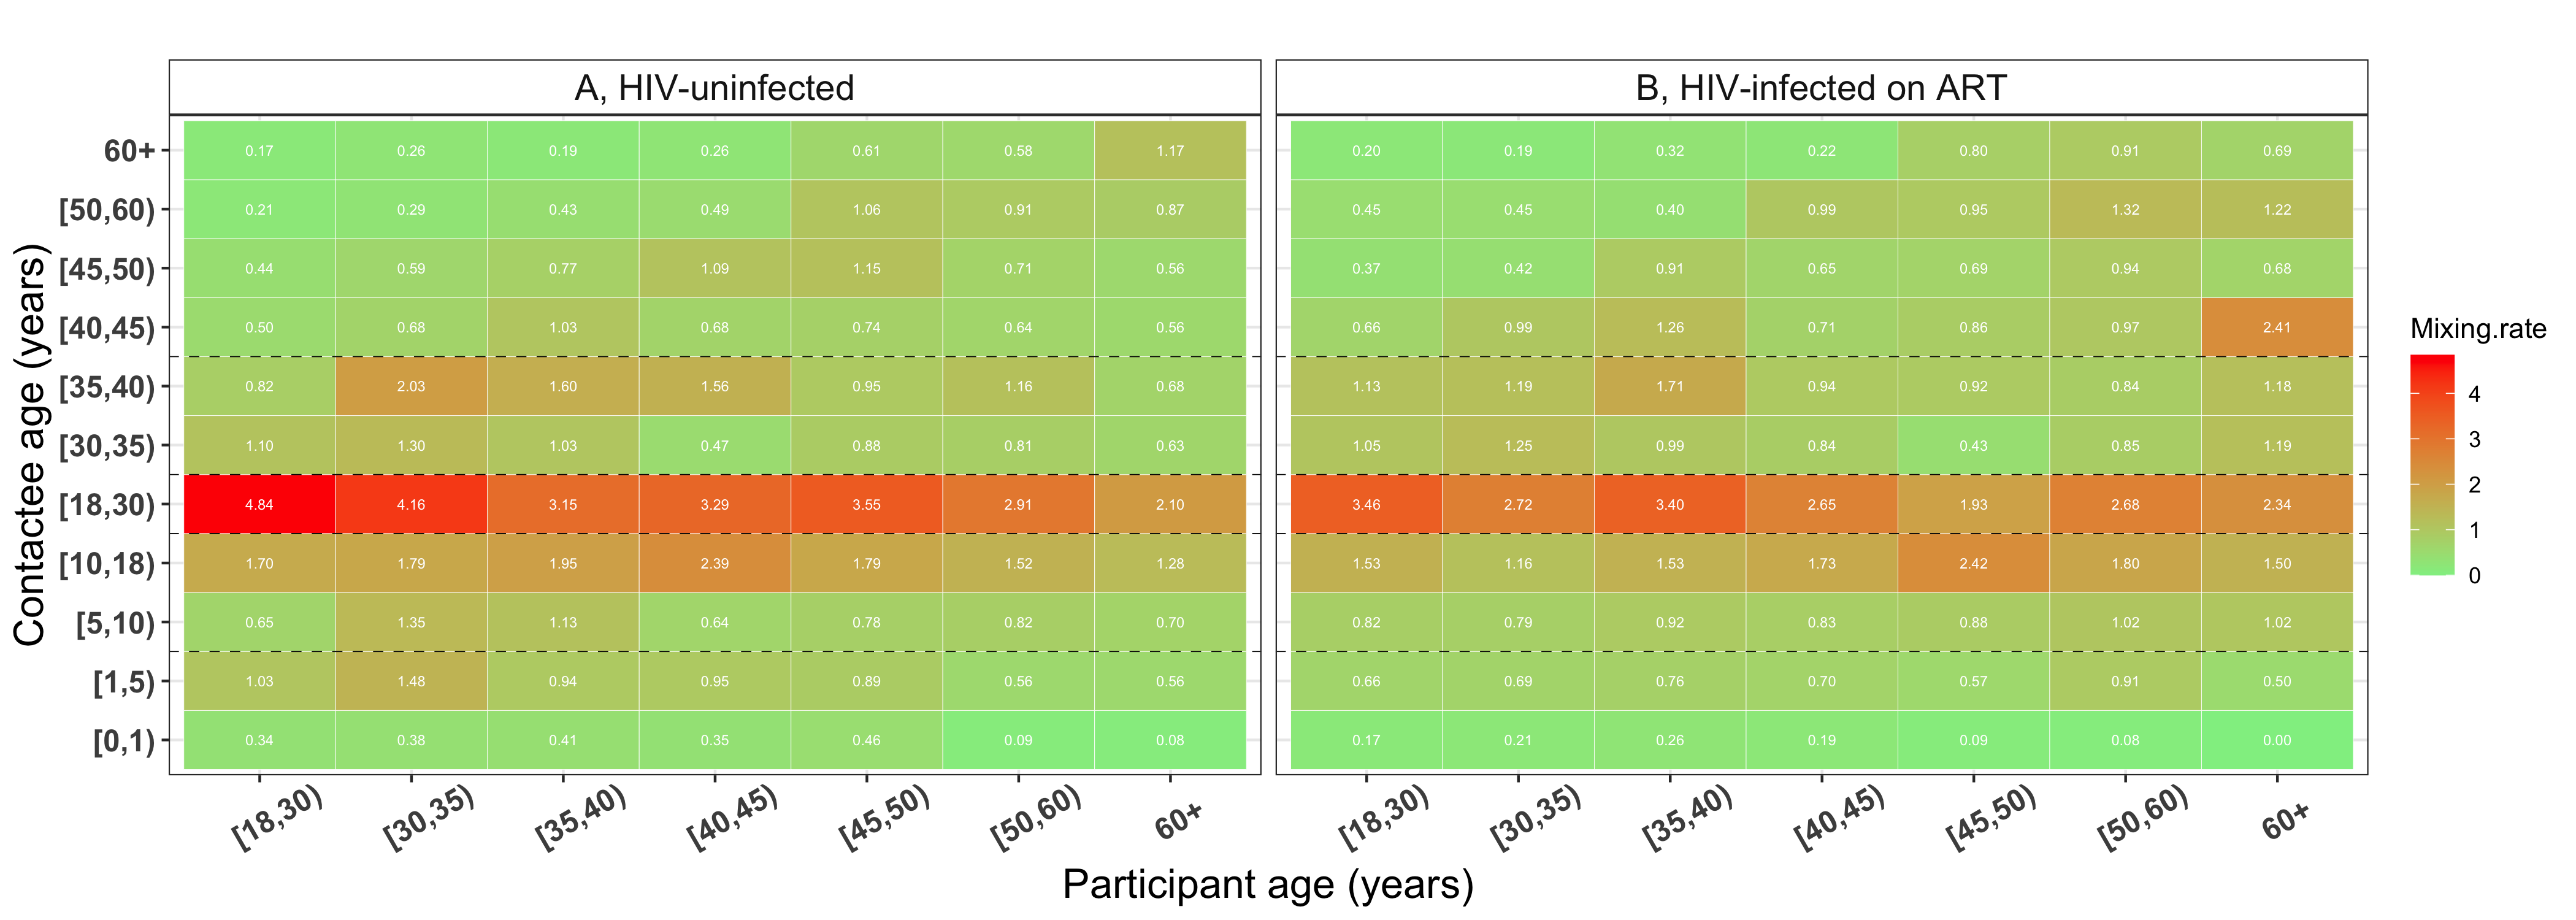 A, HIV-uninfected
B, HIV-infected on ART
60+ 0.17 0.26 0.19 0.26 0.61 0.58 1.17 0.20 0.19 0.32 0.22 0.80 0.91 0.69
[50,60) 0.21 0.29 0.43 0.49 1.06 0.91 0.87 0.45 0.45 0.40 0.99 0.95 1.32 1.22
[45,50) 0.44 0.59 0.77 1.09 1.15 0.71 0.56 0.37 0.42 0.91 0.65 0.69 0.94 0.68
[40,45) 0.50 0.68 1.03 0.68 0.74 0.64 0.56 0.66 0.99 1.26 0.71 0.86 0.97 2.41
[35,40) 0.82 2.03 1.60 1.56 0.95 1.16 0.68 1.13 1.19 1.71 0.94 0.92 0.84 1.18
[30,35) 1.10 1.30 1.03 0.47 0.88 0.81 0.63 1.05 1.25 0.99 0.84 0.43 0.85 1.19
[18,30) 4.84 4.16 3.15 3.29 3.55 2.91 2.10 3.46 2.72 3.40 2.65 1.93 2.68 2.34
[10,18) 1.70 1.79 1.95 2.39 1.79 1.52 1.28 1.53 1.16 1.53 1.73 2.42 1.80 1.50
[5,10) 0.65 1.35 1.13 0.64 0.78 0.82 0.70 0.82 0.79 0.92 0.83 0.88 1.02 1.02
[1,5) 1.03 1.48 0.94 0.95 0.89 0.56 0.56 0.66 0.69 0.76 0.70 0.57 0.91 0.50
[0,1) 0.34 0.38 0.41 0.35 0.46 0.09 0.08 0.17 0.21 0.26 0.19 0.09 0.08 0.00
[18,30) [30,35) [35,40) [40,45) [45,50) [50,60) 60+ [18,30) [30,35) [35,40) [40,45) [45,50) [50,60) 60+
Participant age (years)
Contactee age (years)
Mixing.rate
4
3
2
1
0